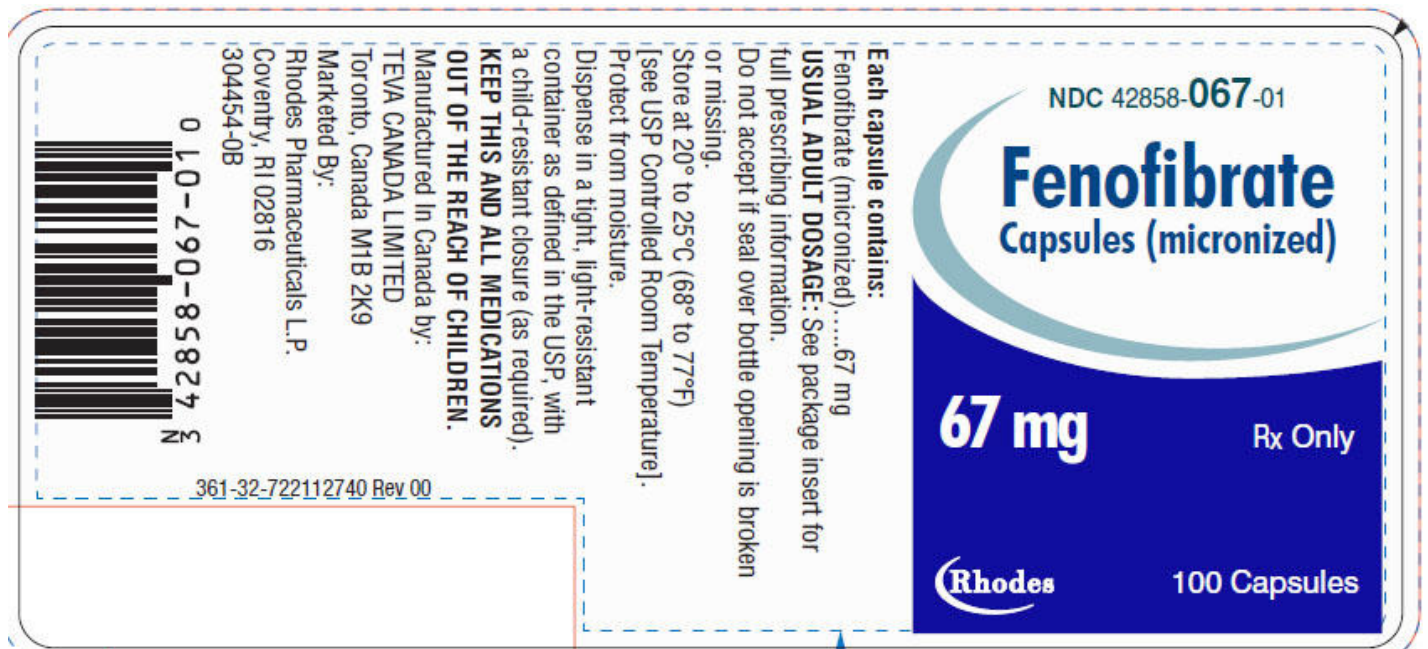 NDC 42858-067-01
Fenofibrate
Capsules (micronized)
67 mg
Rx Only
Rhodes
100 Capsules
Each capsule contains:
Fenofibrate (micronized).....67 mg
USUAL ADULT DOSAGE: See package insert for
full prescribing information.
Do not accept if seal over bottle opening is broken
or missing.
Store at 20° to 25°C (68° to 77°F)
[see USP Controlled Room Temperature].
Protect from moisture.
Dispense in a tight, light-resistant
container as defined in the USP, with
a child-resistant closure (as required).
KEEP THIS AND ALL MEDICATIONS
OUT OF THE REACH OF CHILDREN.
Manufactured In Canada by:
TEVA CANADA LIMITED
Toronto, Canada M1B 2K9
Marketed By:
Rhodes Pharmaceuticals L.P.
Coventry, RI 02816
304454-0B
N
3 42858-067-01 0
361-32-722112740 Rev 00